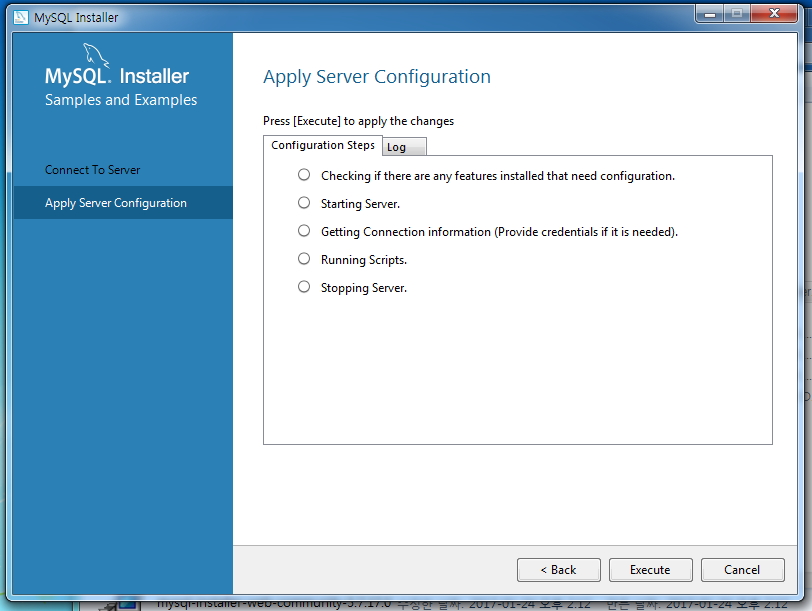 MySQL Installer
MySQL. Installer
Samples and Examples
Connect To Server
Apply Server Configuration
Apply Server Configuration
Press [Execute] to apply the changes
Configuration Steps
Log
Checking if there are any features installed that need configuration.
Starting Server.
Getting Connection information (Provide credentials if it is needed).
Running Scripts.
Stopping Server.
< Back
Execute
Cancel
mysql-installer-web-community-5.7.17.0 수정한 날짜: 2017-01-24 오후 2:12 만든 날짜: 2017-01-24 오후 2:12